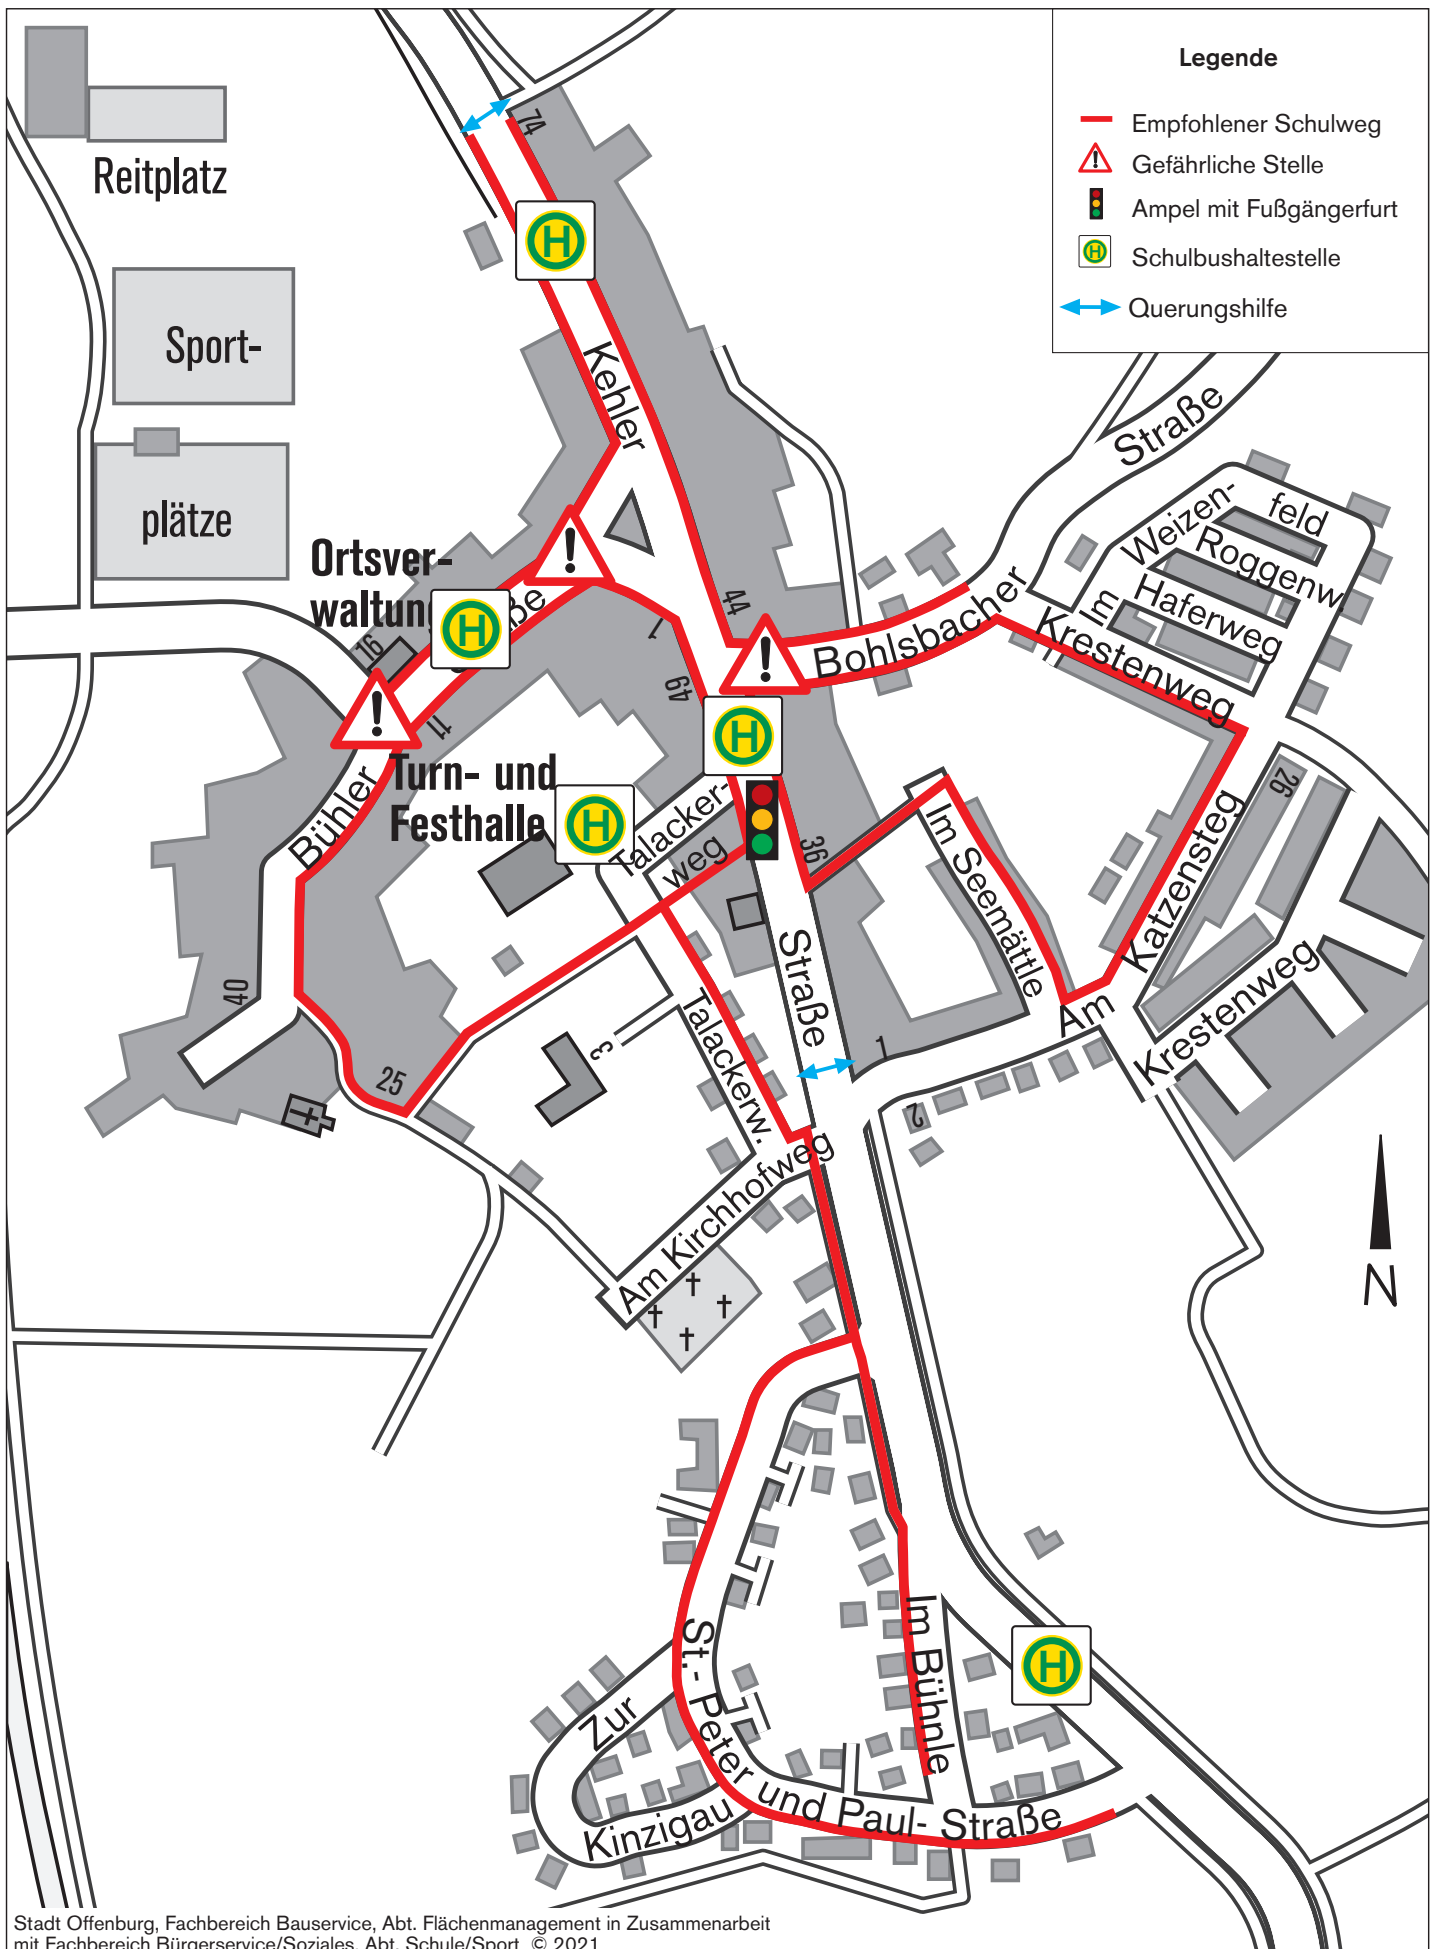 Legende
Empfohlener Schulweg
Gefährliche Stelle
Ampel mit Fußgängerfurt
H
Schulbushaltestelle
Querungshilfe
74
Reitplatz
H
Sport-
Kehler
Straße
plätze
Weizen-
feld
Roggenw.
Ortsver-
waltung
Haferweg
Im
44
H
16
1
Bohlsbacher
Krestenweg
49
11
H
Turn- und
Festhalle
H
Bühler
Talacker-
weg
36
Im Seemättle
Katzensteg
26
Straße
40
Krestenweg
Am
Talackerw.
3
1
25
2
Am Kirchhofweg
N
Im Bühnle
H
St.- Peter und Paul- Straße
Zur
Kinzigau
Stadt Offenburg, Fachbereich Bauservice, Abt. Flächenmanagement in Zusammenarbeit
mit Fachbereich Bürgerservice/Soziales, Abt. Schule/Sport © 2021